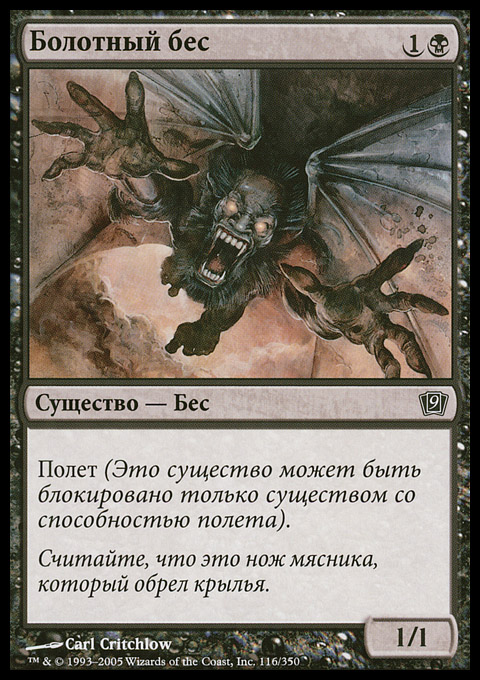 Болотный бес 1
Существо — Бес 9
Полет (Это существо может быть
блокировано только существом со
способностью полета).
Считайте, что это нож мясника,
который обрел крылья.
1/1
Carl Critchlow
™ & © 1993–2005 Wizards of the Coast, Inc. 116/350